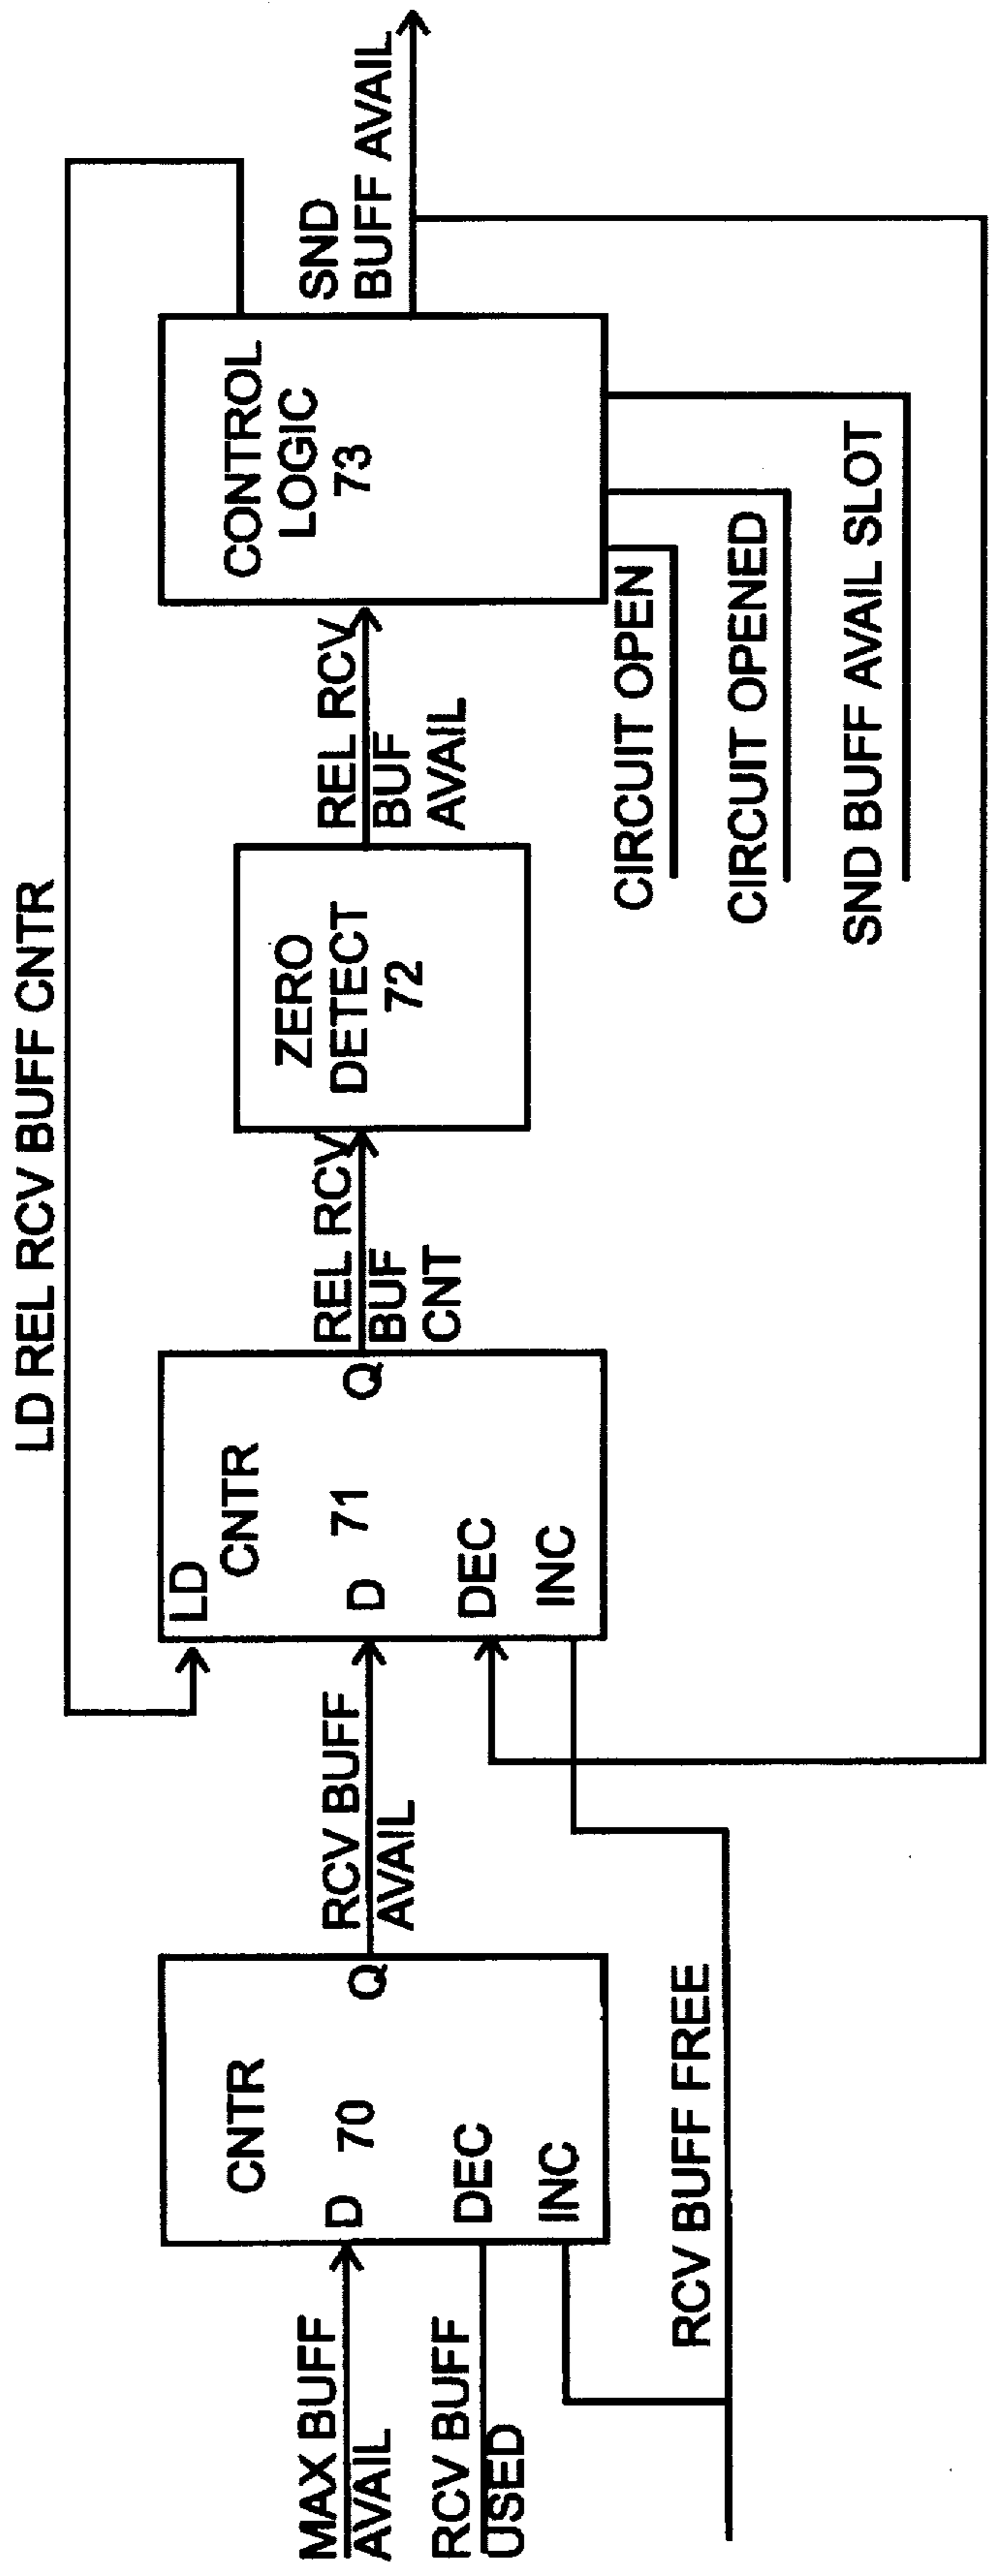 LD REL RCV BUFF CNTR
MAX BUFF
AVAIL
RCV BUFF
USED
CNTR
D 70 Q
DEC
INC
RCV BUFF FREE
RCV BUFF
AVAIL
LD
CNTR
D 71 Q
DEC
INC
REL RCV
BUF
CNT
ZERO
DETECT
72
REL RCV
BUF
AVAIL
CONTROL
LOGIC
73
SND
BUFF AVAIL
CIRCUIT OPEN
CIRCUIT OPENED
SND BUFF AVAIL SLOT